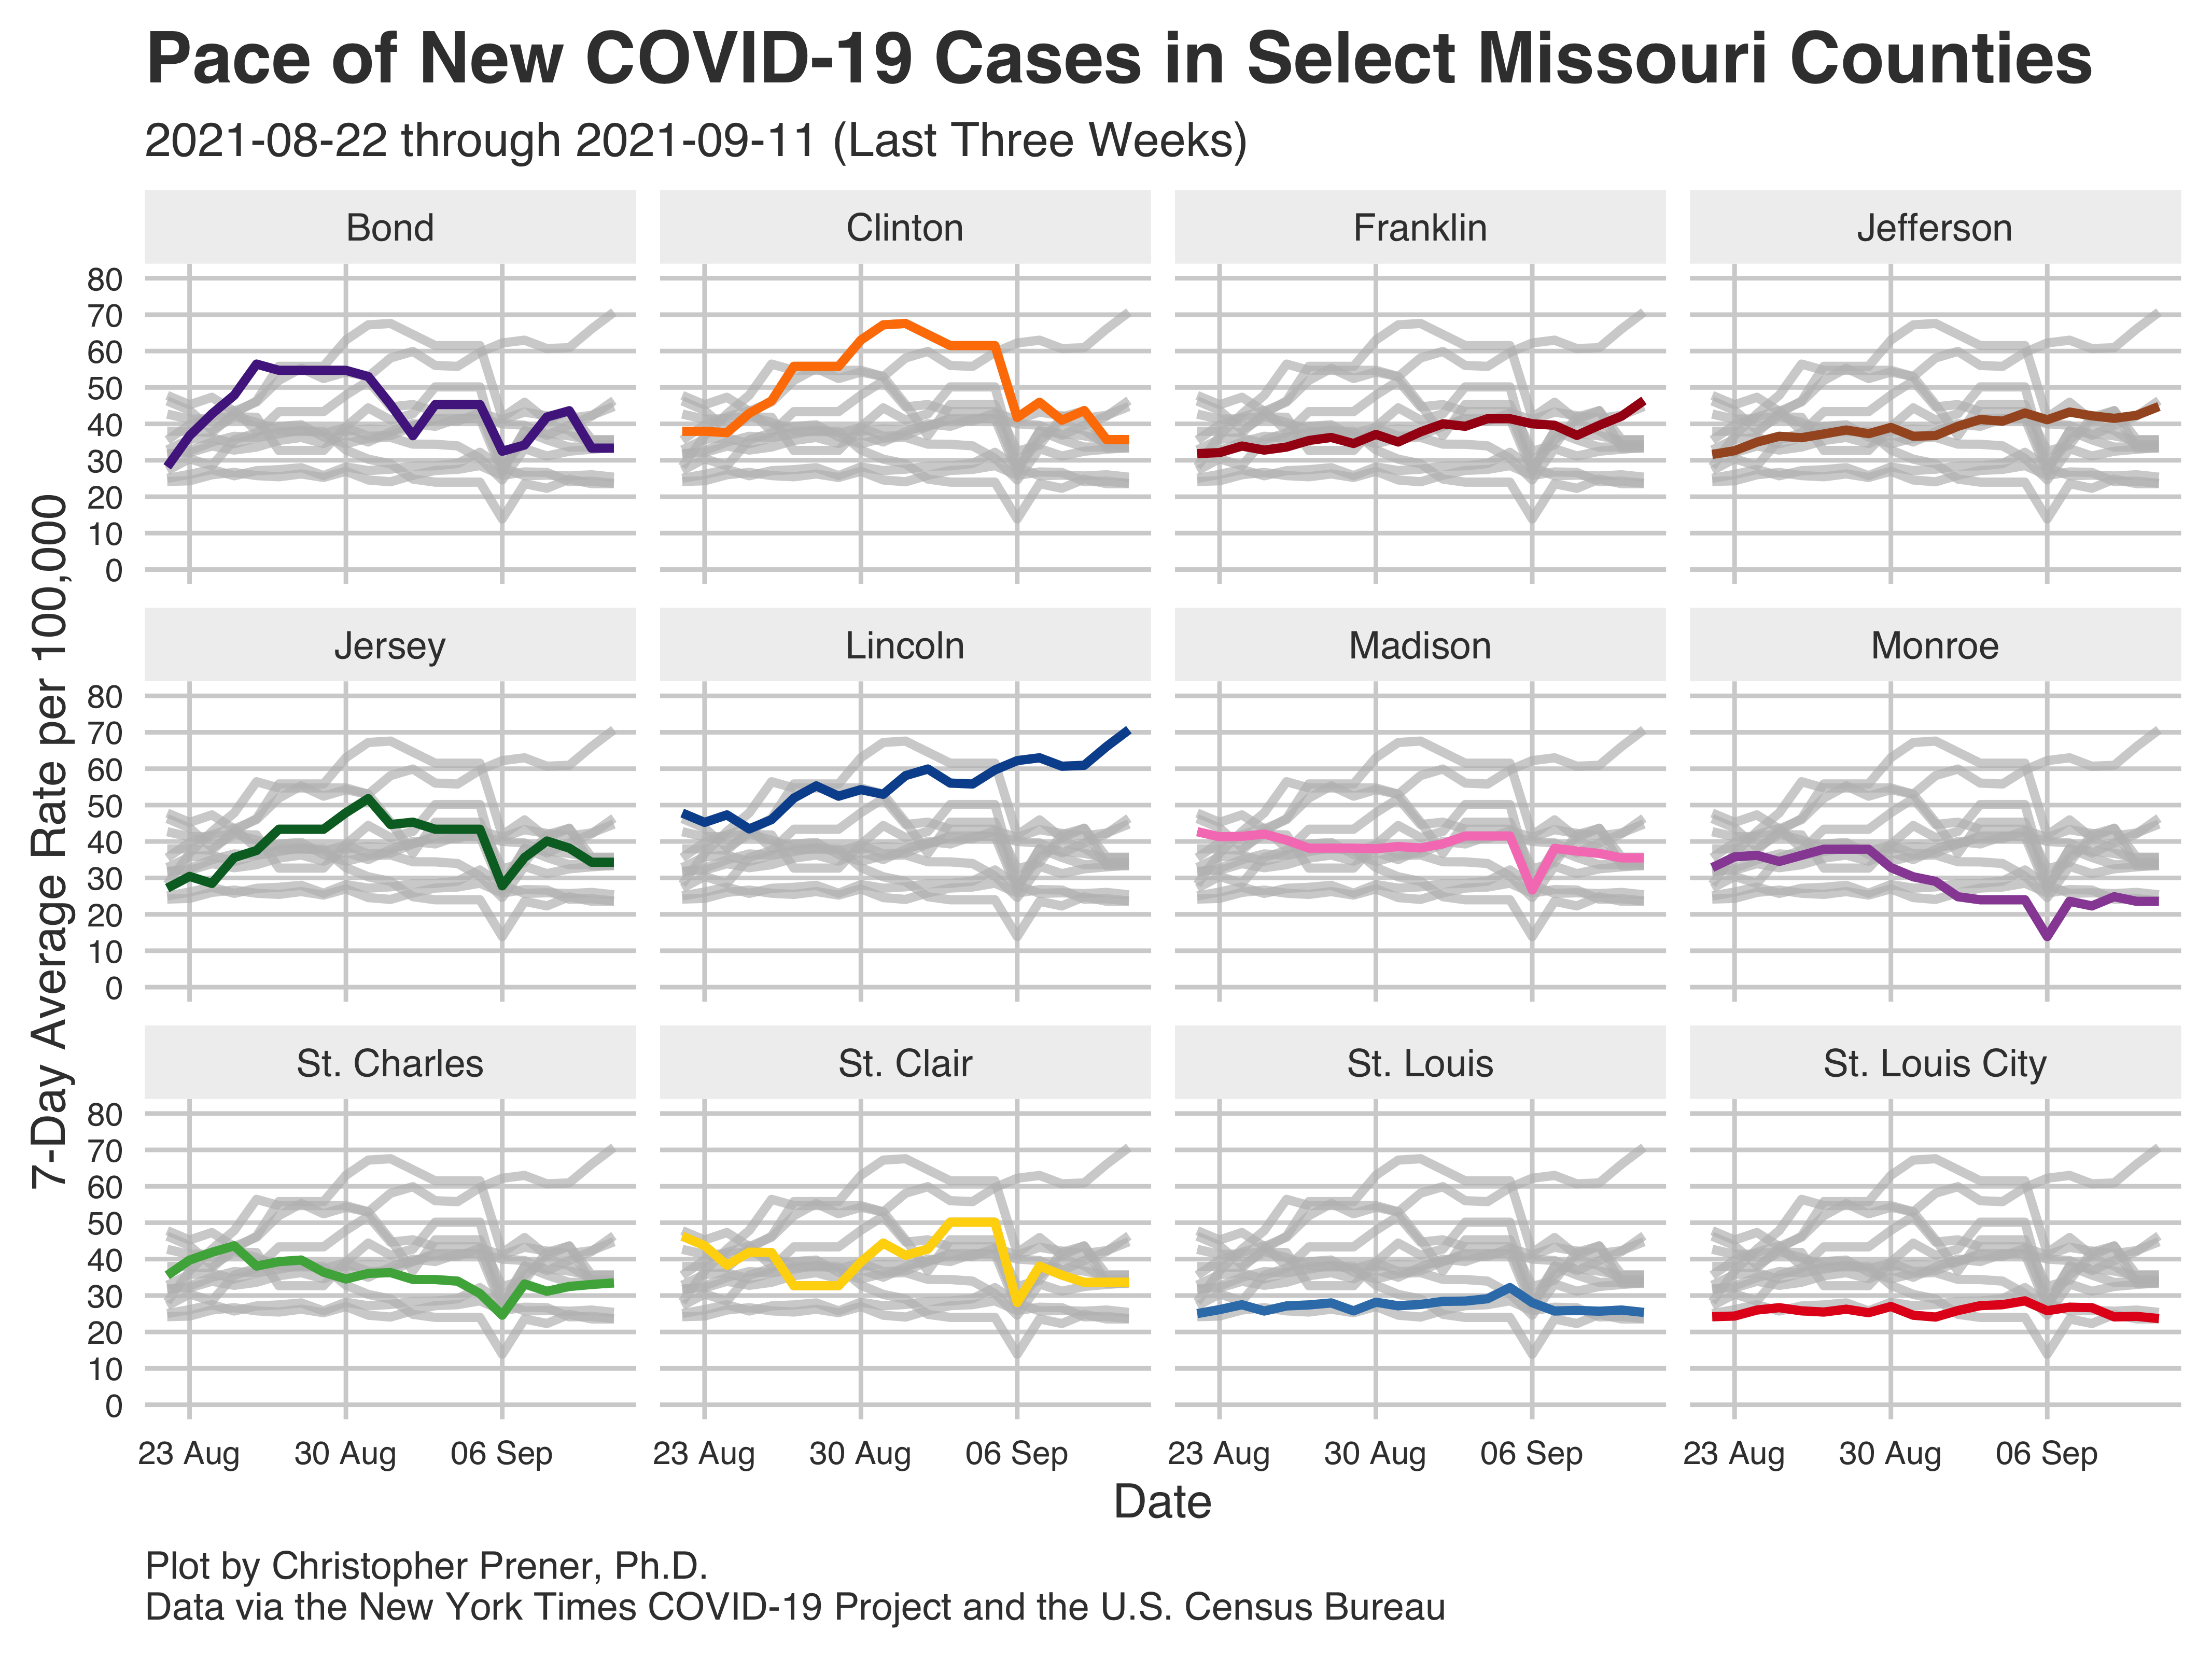 Pace of New COVID-19 Cases in Select Missouri Counties
2021-08-22 through 2021-09-11 (Last Three Weeks)
7-Day Average Rate per 100,000
Bond
Clinton
Franklin
Jefferson
80
70
60
50
40
30
20
10
0
Jersey
Lincoln
Madison
Monroe
80
70
60
50
40
30
20
10
0
St. Charles
St. Clair
St. Louis
St. Louis City
80
70
60
50
40
30
20
10
0
23 Aug 30 Aug 06 Sep
23 Aug 30 Aug 06 Sep
23 Aug 30 Aug 06 Sep
23 Aug 30 Aug 06 Sep
Date
Plot by Christopher Prener, Ph.D.
Data via the New York Times COVID-19 Project and the U.S. Census Bureau